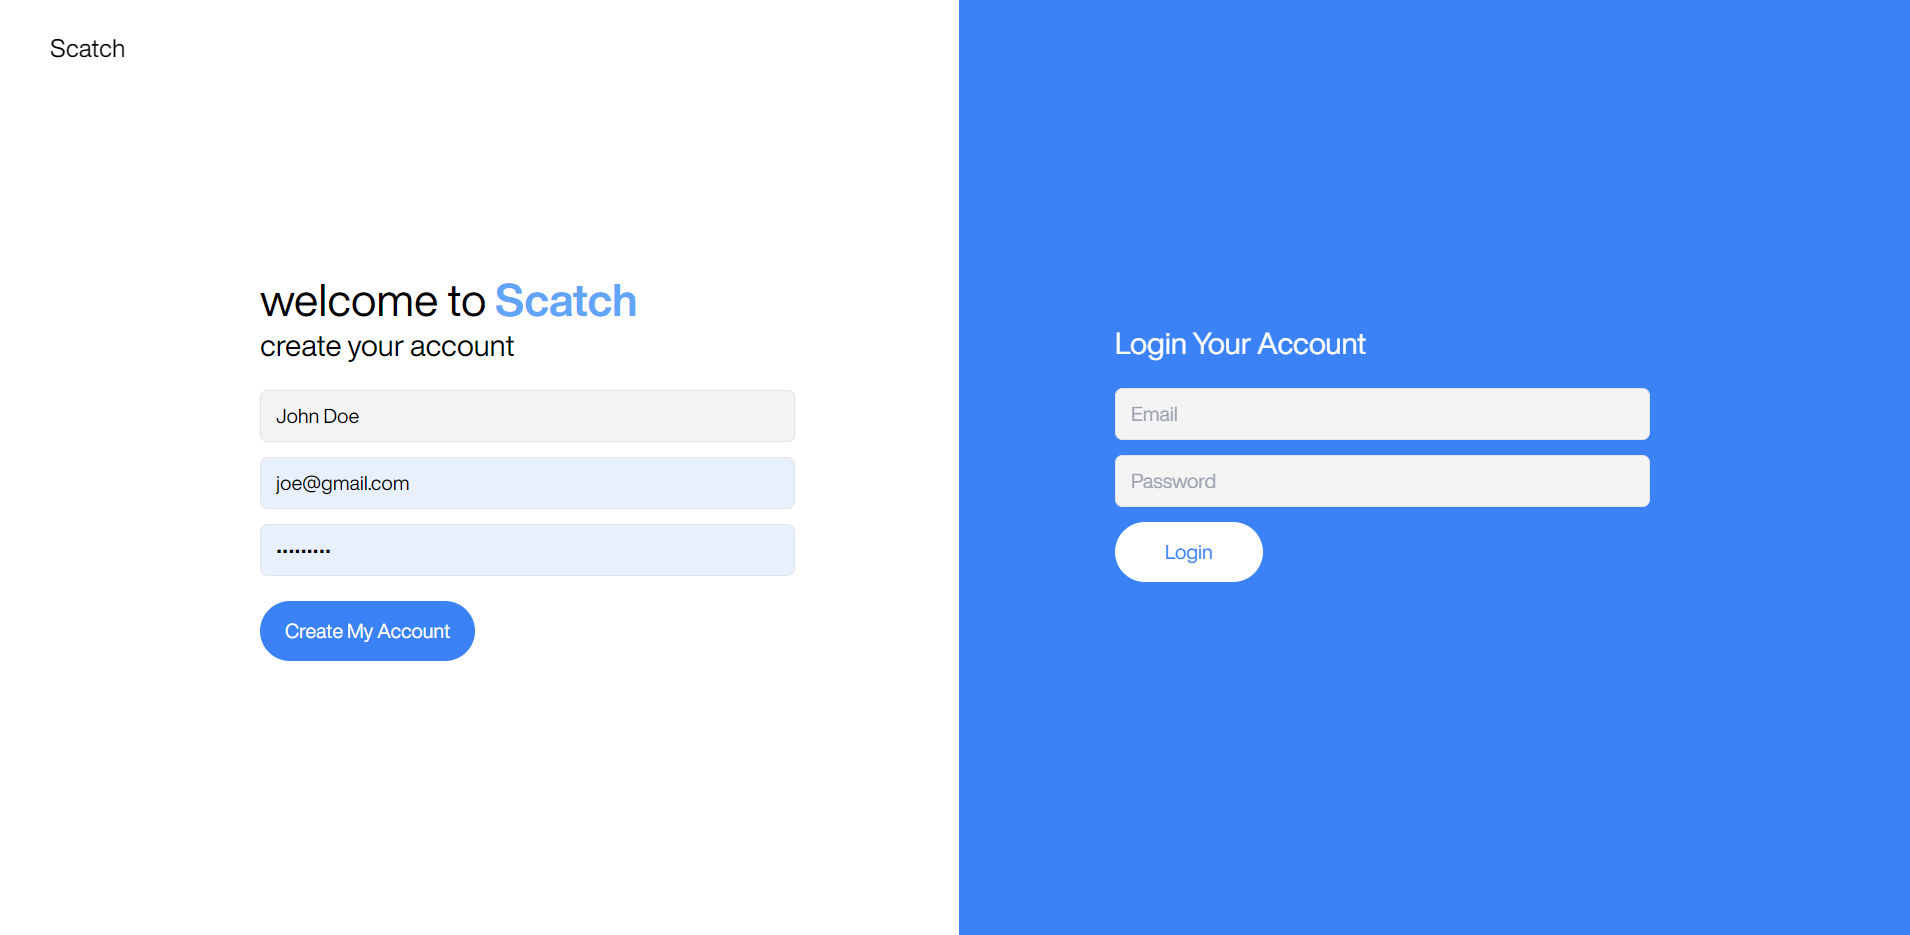 Scatch
welcome to Scatch
create your account
John Doe
joe@gmail.com
•••••••••
Create My Account
Login Your Account
Email
Password
Login